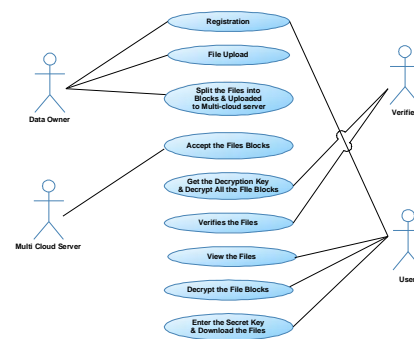 Registration
File Upload
Split the Files into
Blocks & Uploaded
to Multi-cloud server
Data Owner
Verifie
Accept the Files Blocks
Get the Decryption Key
& Decrypt All the File Blocks
Verifies the Files
Multi Cloud Server
View the Files
User
Decrypt the File Blocks
Enter the Secret Key
& Download the Files